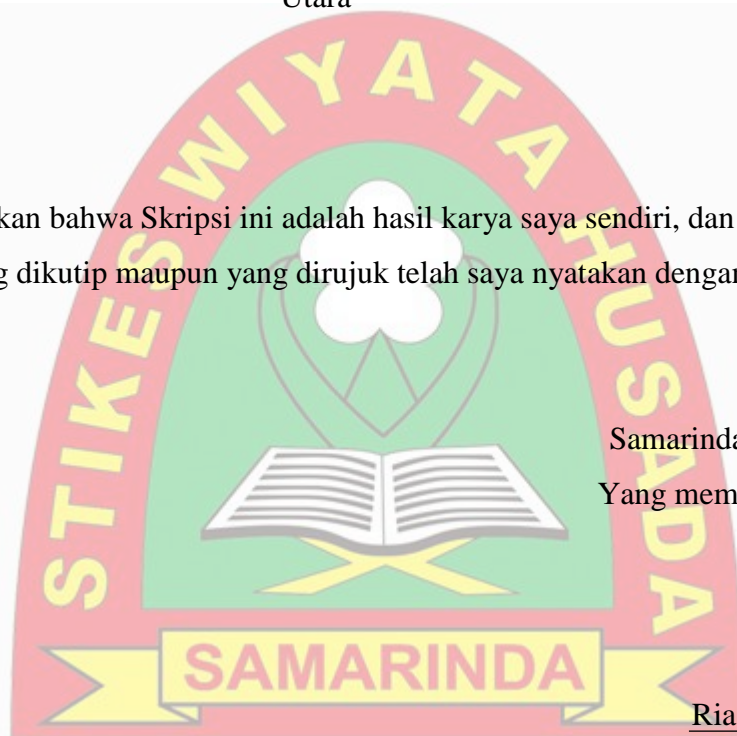 Utara
STIKES WIYATA HUSADA
kan bahwa Skripsi ini adalah hasil karya saya sendiri, dan
dikutip maupun yang dirujuk telah saya nyatakan dengan
Samarinda
Yang mem
SAMARINDA
Ria